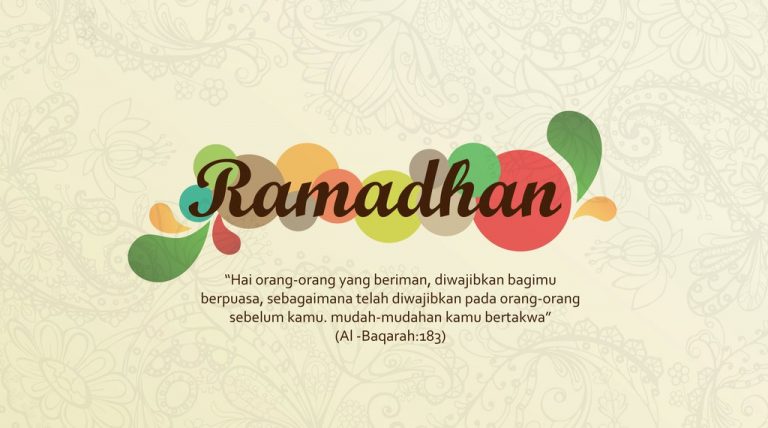 Ramadhan
“Hai orang-orang yang beriman, diwajibkan bagimu
berpuasa, sebagaimana telah diwajibkan pada orang-orang
sebelum kamu. mudah-mudahan kamu bertakwa”
(Al -Baqarah:183)